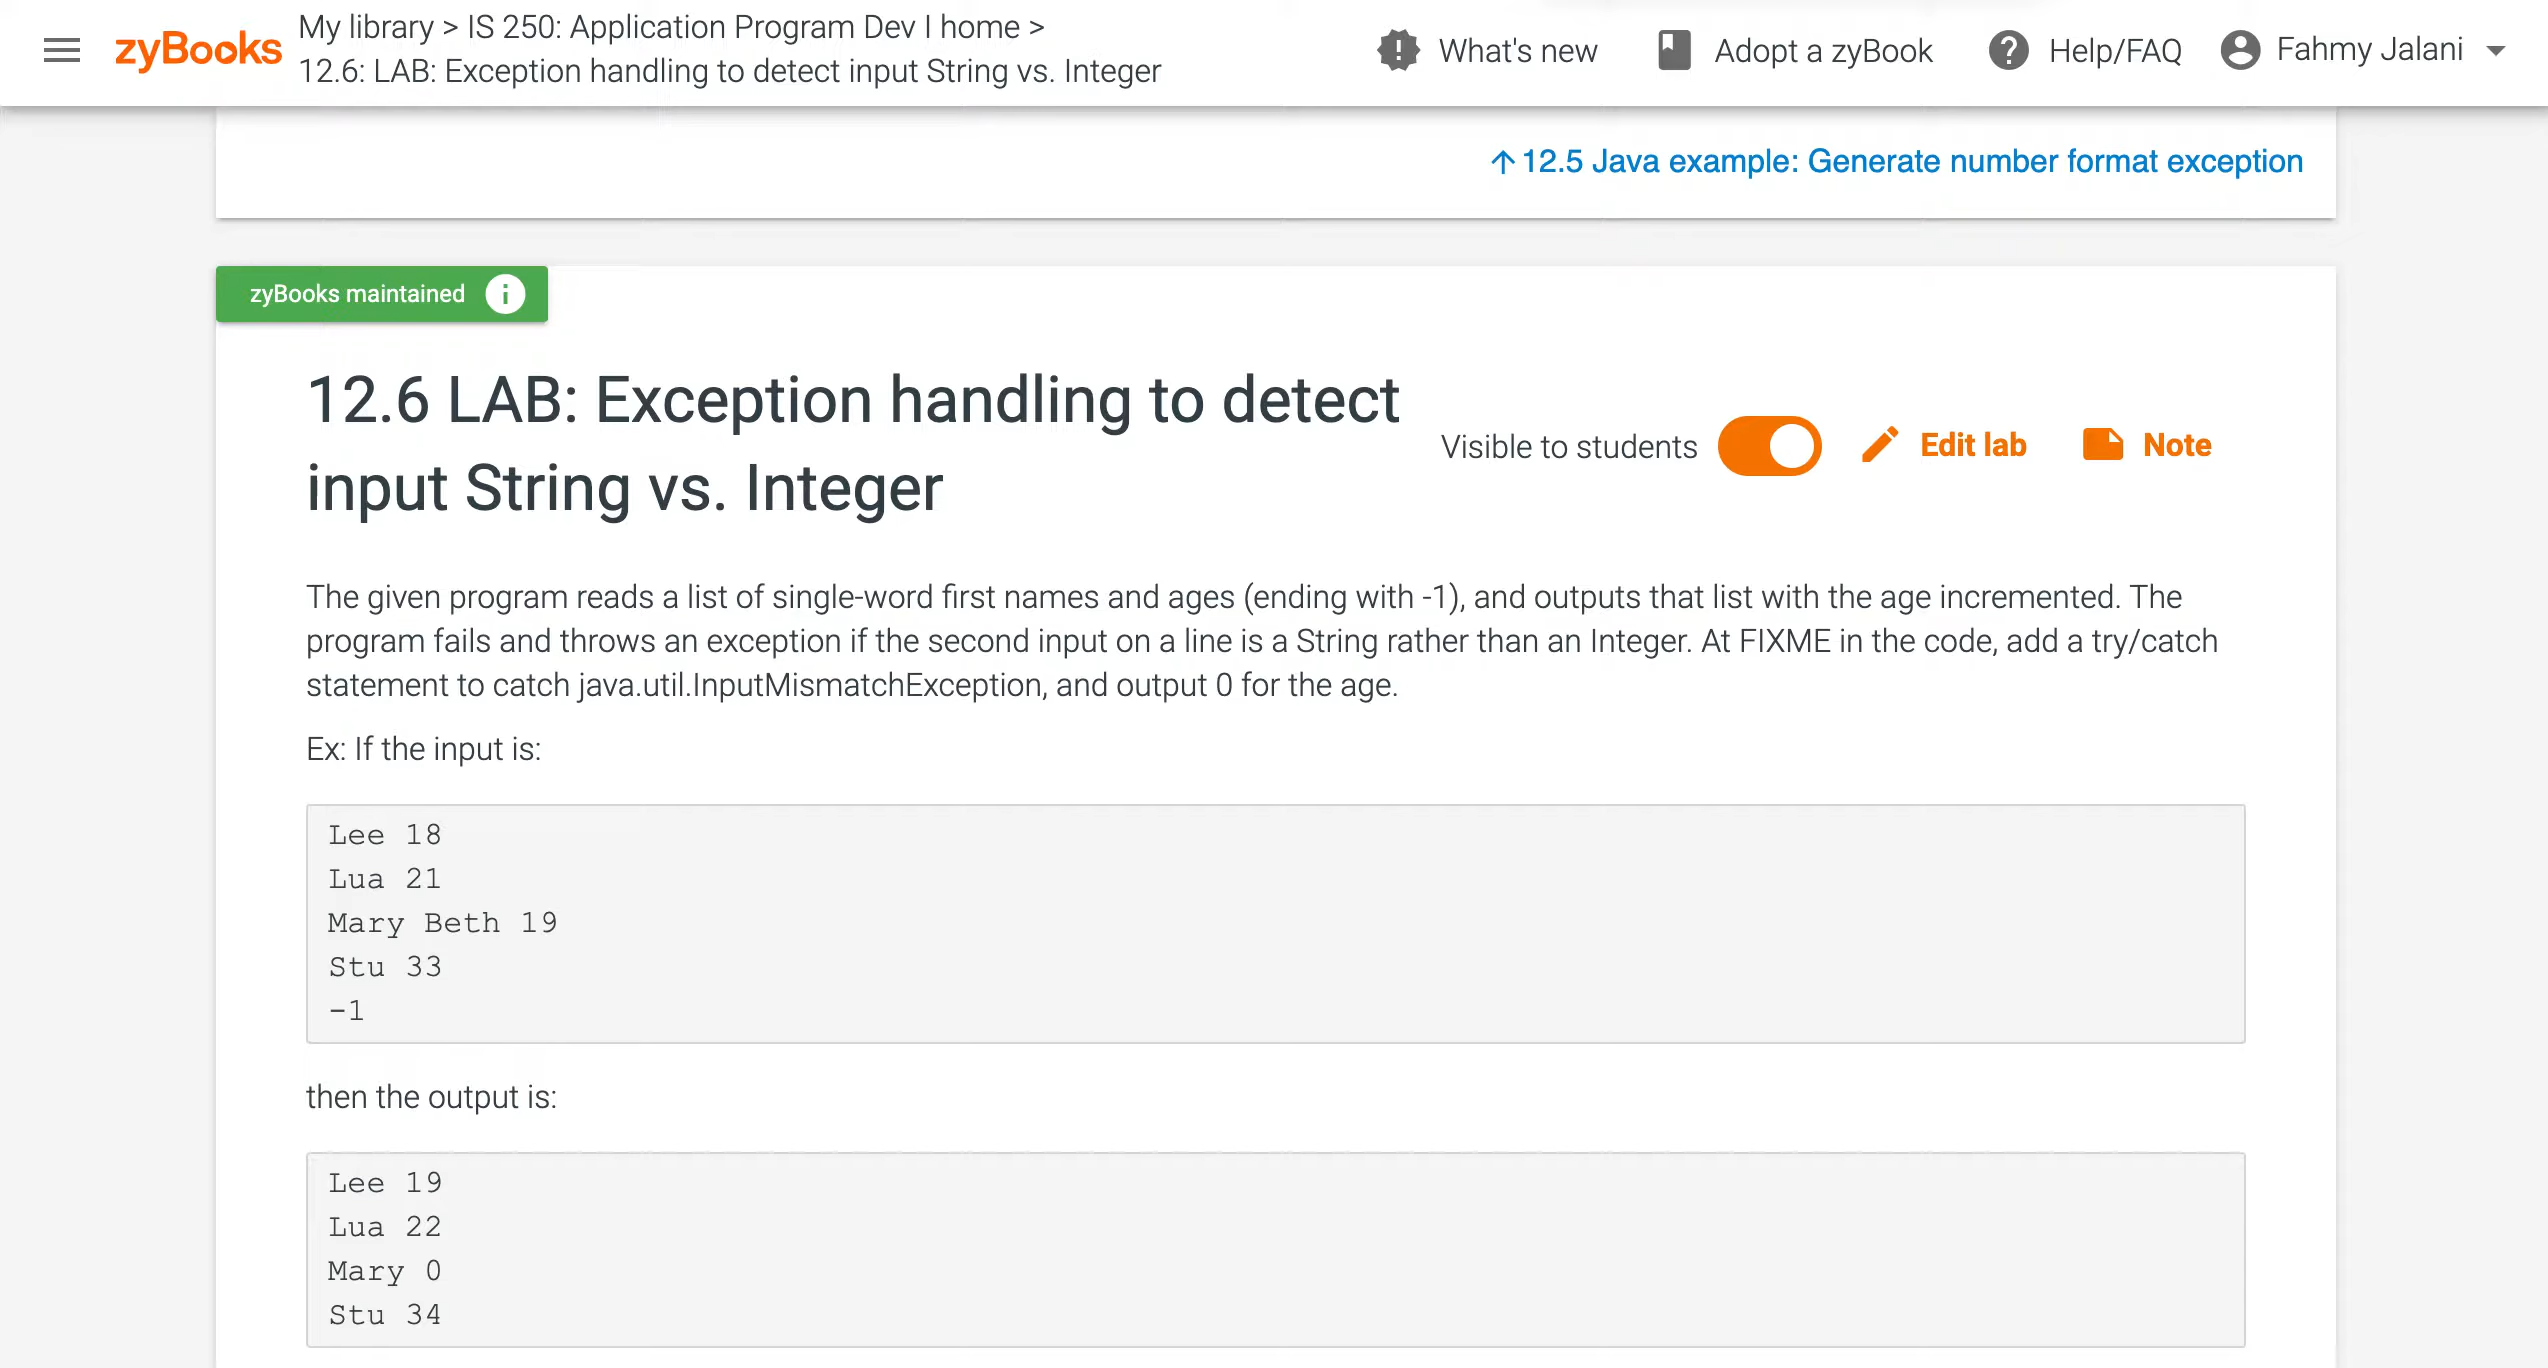 zyBooks
My library > IS 250: Application Program Dev I home >
12.6: LAB: Exception handling to detect input String vs. Integer
What's new
Adopt a zyBook
Help/FAQ
Fahmy Jalani
↑ 12.5 Java example: Generate number format exception
zyBooks maintained
12.6 LAB: Exception handling to detect
input String vs. Integer
Visible to students
Edit lab
Note
The given program reads a list of single-word first names and ages (ending with -1), and outputs that list with the age incremented. The
program fails and throws an exception if the second input on a line is a String rather than an Integer. At FIXME in the code, add a try/catch
statement to catch java.util.InputMismatchException, and output 0 for the age.
Ex: If the input is:
Lee 18
Lua 21
Mary Beth 19
Stu 33
-1
then the output is:
Lee 19
Lua 22
Mary 0
Stu 34